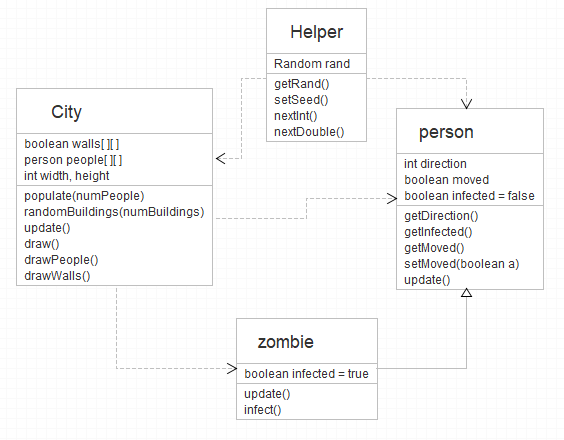 Helper
Random rand
getRand()
setSeed()
nextInt()
nextDouble()
City
boolean walls[ ][ ]
person people[ ][ ]
int width, height
populate(numPeople)
randomBuildings(numBuildings)
update()
draw()
drawPeople()
drawWalls()
person
int direction
boolean moved
boolean infected = false
getDirection()
getInfected()
getMoved()
setMoved(boolean a)
update()
zombie
boolean infected = true
update()
infect()